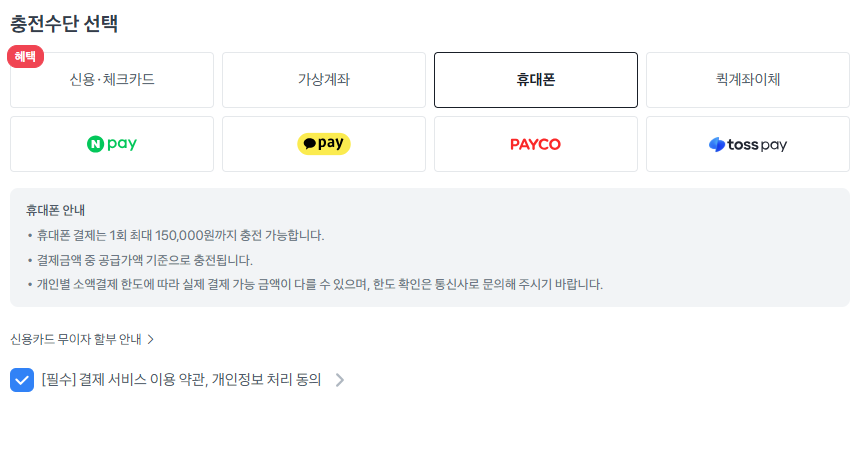 충전수단 선택
혜택
신용·체크카드
가상계좌
휴대폰
퀵계좌이체
N pay
pay
PAYCO
toss pay
휴대폰 안내
• 휴대폰 결제는 1회 최대 150,000원까지 충전 가능합니다.
• 결제금액 중 공급가액 기준으로 충전됩니다.
• 개인별 소액결제 한도에 따라 실제 결제 가능 금액이 다를 수 있으며, 한도 확인은 통신사로 문의해 주시기 바랍니다.
신용카드 무이자 할부 안내 >
[필수] 결제 서비스 이용 약관, 개인정보 처리 동의 >